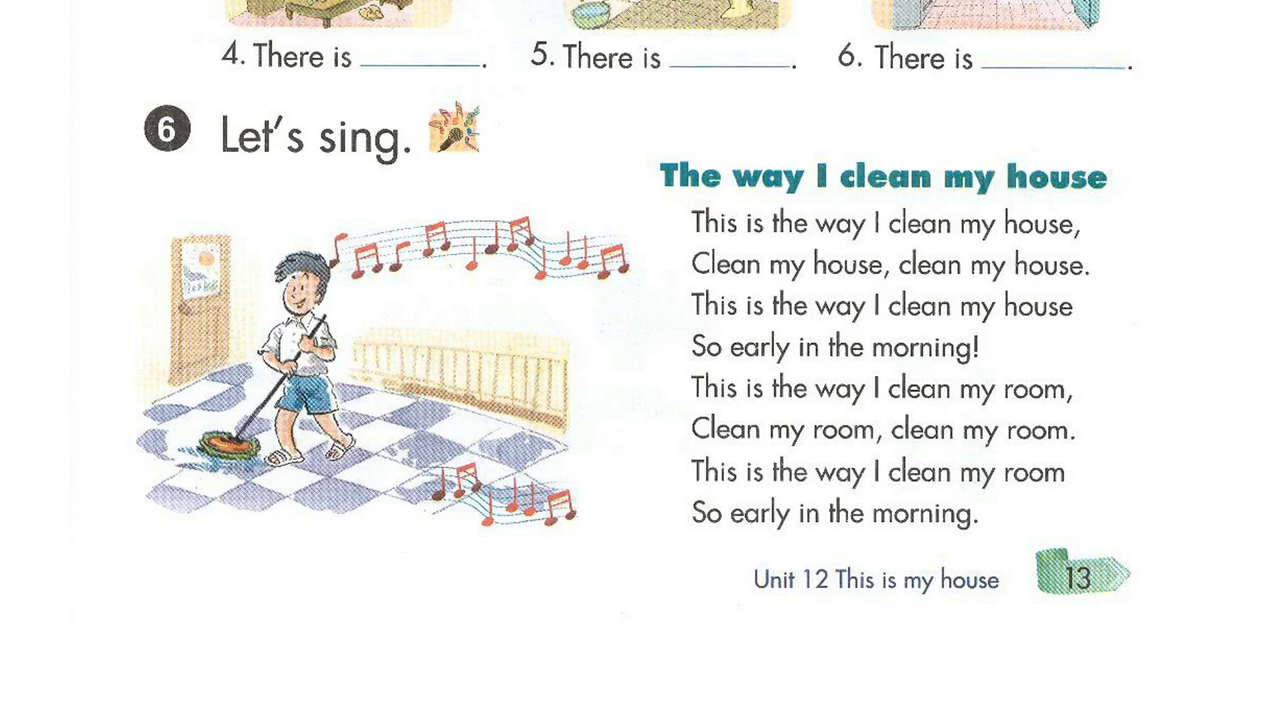 4. There is ________.
5. There is ________.
6. There is ________.
6 Let's sing.
The way I clean my house
This is the way I clean my house,
Clean my house, clean my house.
This is the way I clean my house
So early in the morning!
This is the way I clean my room,
Clean my room, clean my room.
This is the way I clean my room
So early in the morning.
Unit 12 This is my house
13